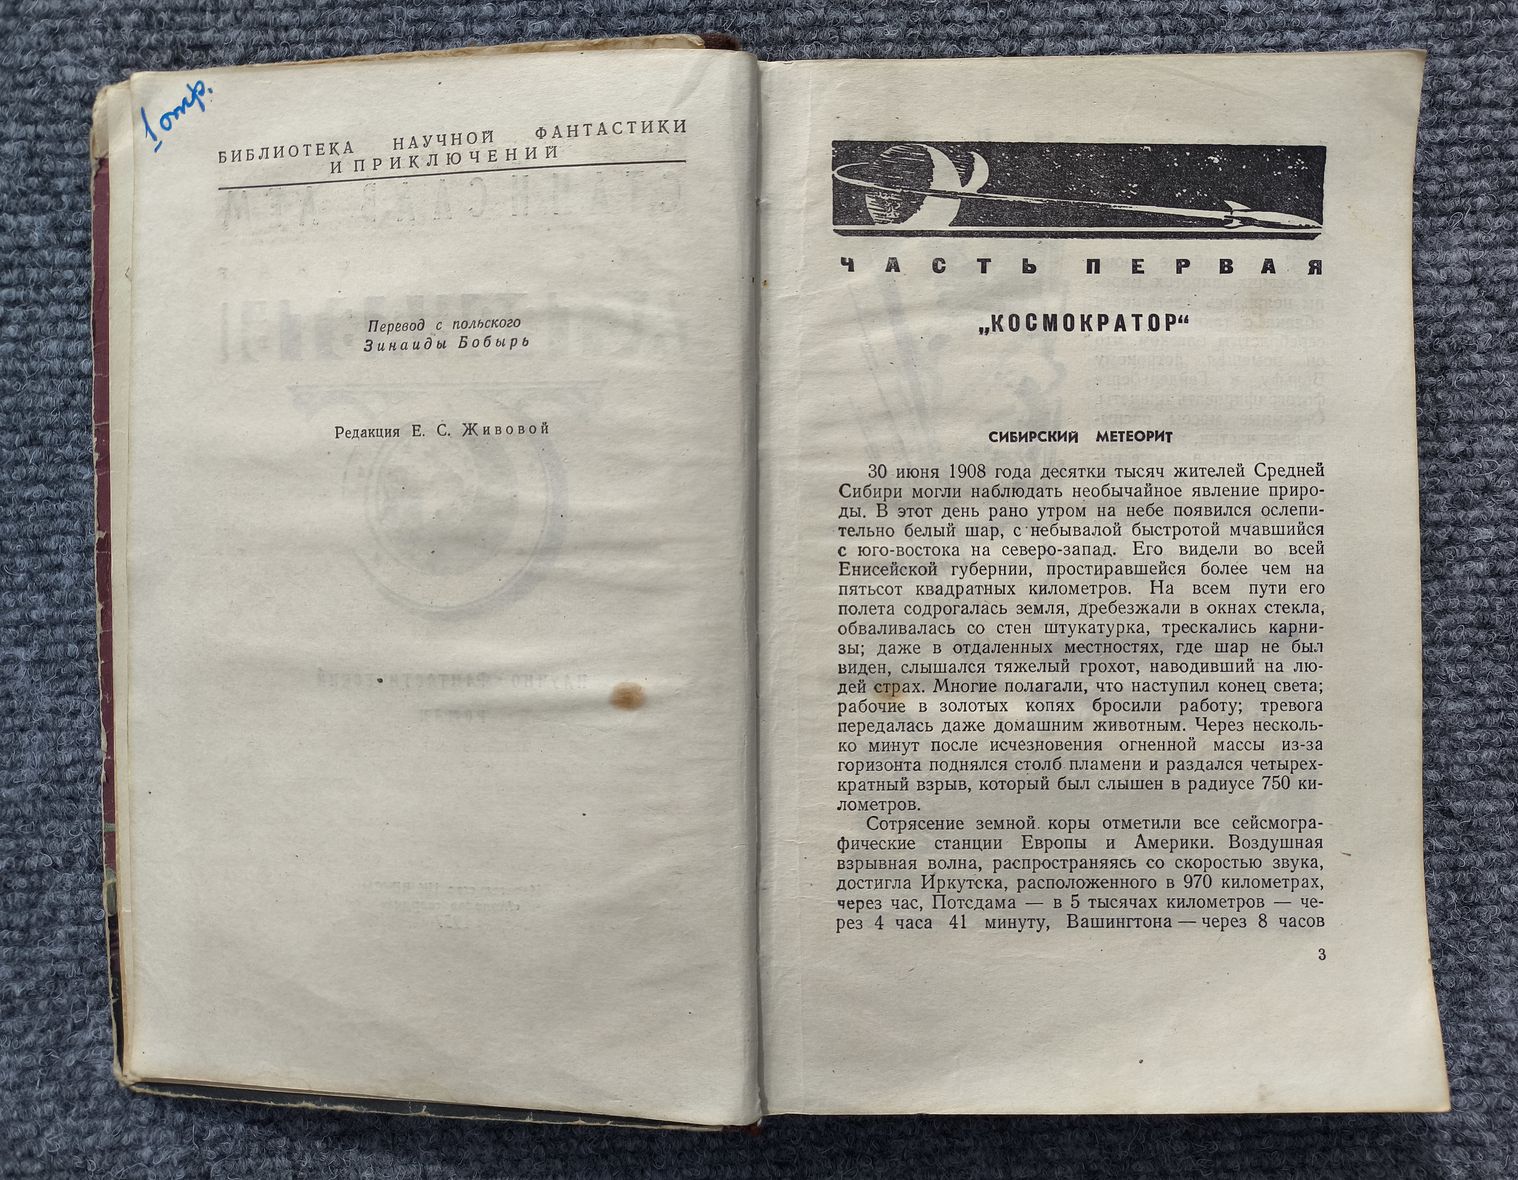 1 стр.
БИБЛИОТЕКА НАУЧНОЙ ФАНТАСТИКИ
И ПРИКЛЮЧЕНИЙ
Перевод с польского
Зинаиды Бобырь
Редакция Е. С. Живовой
ЧАСТЬ ПЕРВАЯ
„КОСМОКРАТОР“
СИБИРСКИЙ МЕТЕОРИТ
30 июня 1908 года десятки тысяч жителей Средней
Сибири могли наблюдать необычайное явление приро-
ды. В этот день рано утром на небе появился ослепи-
тельно белый шар, с небывалой быстротой мчавшийся
с юго-востока на северо-запад. Его видели во всей
Енисейской губернии, простиравшейся более чем на
пятьсот квадратных километров. На всем пути его
полета содрогалась земля, дребезжали в окнах стекла,
обваливалась со стен штукатурка, трескались карни-
зы; даже в отдаленных местностях, где шар не был
виден, слышался тяжелый грохот, наводивший на лю-
дей страх. Многие полагали, что наступил конец света;
рабочие в золотых копях бросили работу; тревога
передалась даже домашним животным. Через несколь-
ко минут после исчезновения огненной массы из-за
горизонта поднялся столб пламени и раздался четырех-
кратный взрыв, который был слышен в радиусе 750 ки-
лометров.
Сотрясение земной коры отметили все сейсмогра-
фические станции Европы и Америки. Воздушная
взрывная волна, распространяясь со скоростью звука,
достигла Иркутска, расположенного в 970 километрах,
через час, Потсдама — в 5 тысячах километров — че-
рез 4 часа 41 минуту, Вашингтона — через 8 часов
3